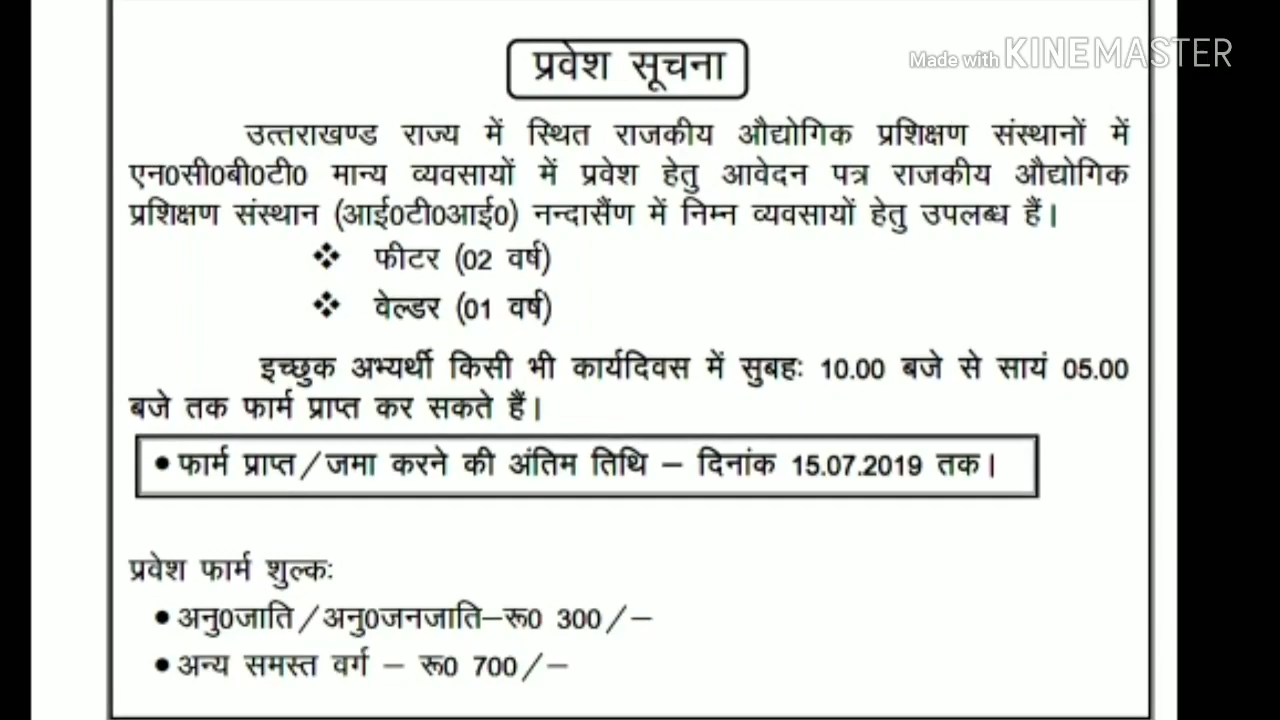 प्रवेश सूचना
Made with KINEMASTER
उत्तराखण्ड राज्य में स्थित राजकीय औद्योगिक प्रशिक्षण संस्थानों में
एन0सी0बी0टी0 मान्य व्यवसायों में प्रवेश हेतु आवेदन पत्र राजकीय औद्योगिक
प्रशिक्षण संस्थान (आई0टी0आई0) नन्दासैंण में निम्न व्यवसायों हेतु उपलब्ध हैं।
❖ फीटर (02 वर्ष)
❖ वेल्डर (01 वर्ष)
इच्छुक अभ्यर्थी किसी भी कार्यदिवस में सुबहः 10.00 बजे से सायं 05.00
बजे तक फार्म प्राप्त कर सकते हैं।
• फार्म प्राप्त/जमा करने की अंतिम तिथि – दिनांक 15.07.2019 तक।
प्रवेश फार्म शुल्कः
• अनु0जाति/अनु0जनजाति–रू0 300/–
• अन्य समस्त वर्ग – रू0 700/–